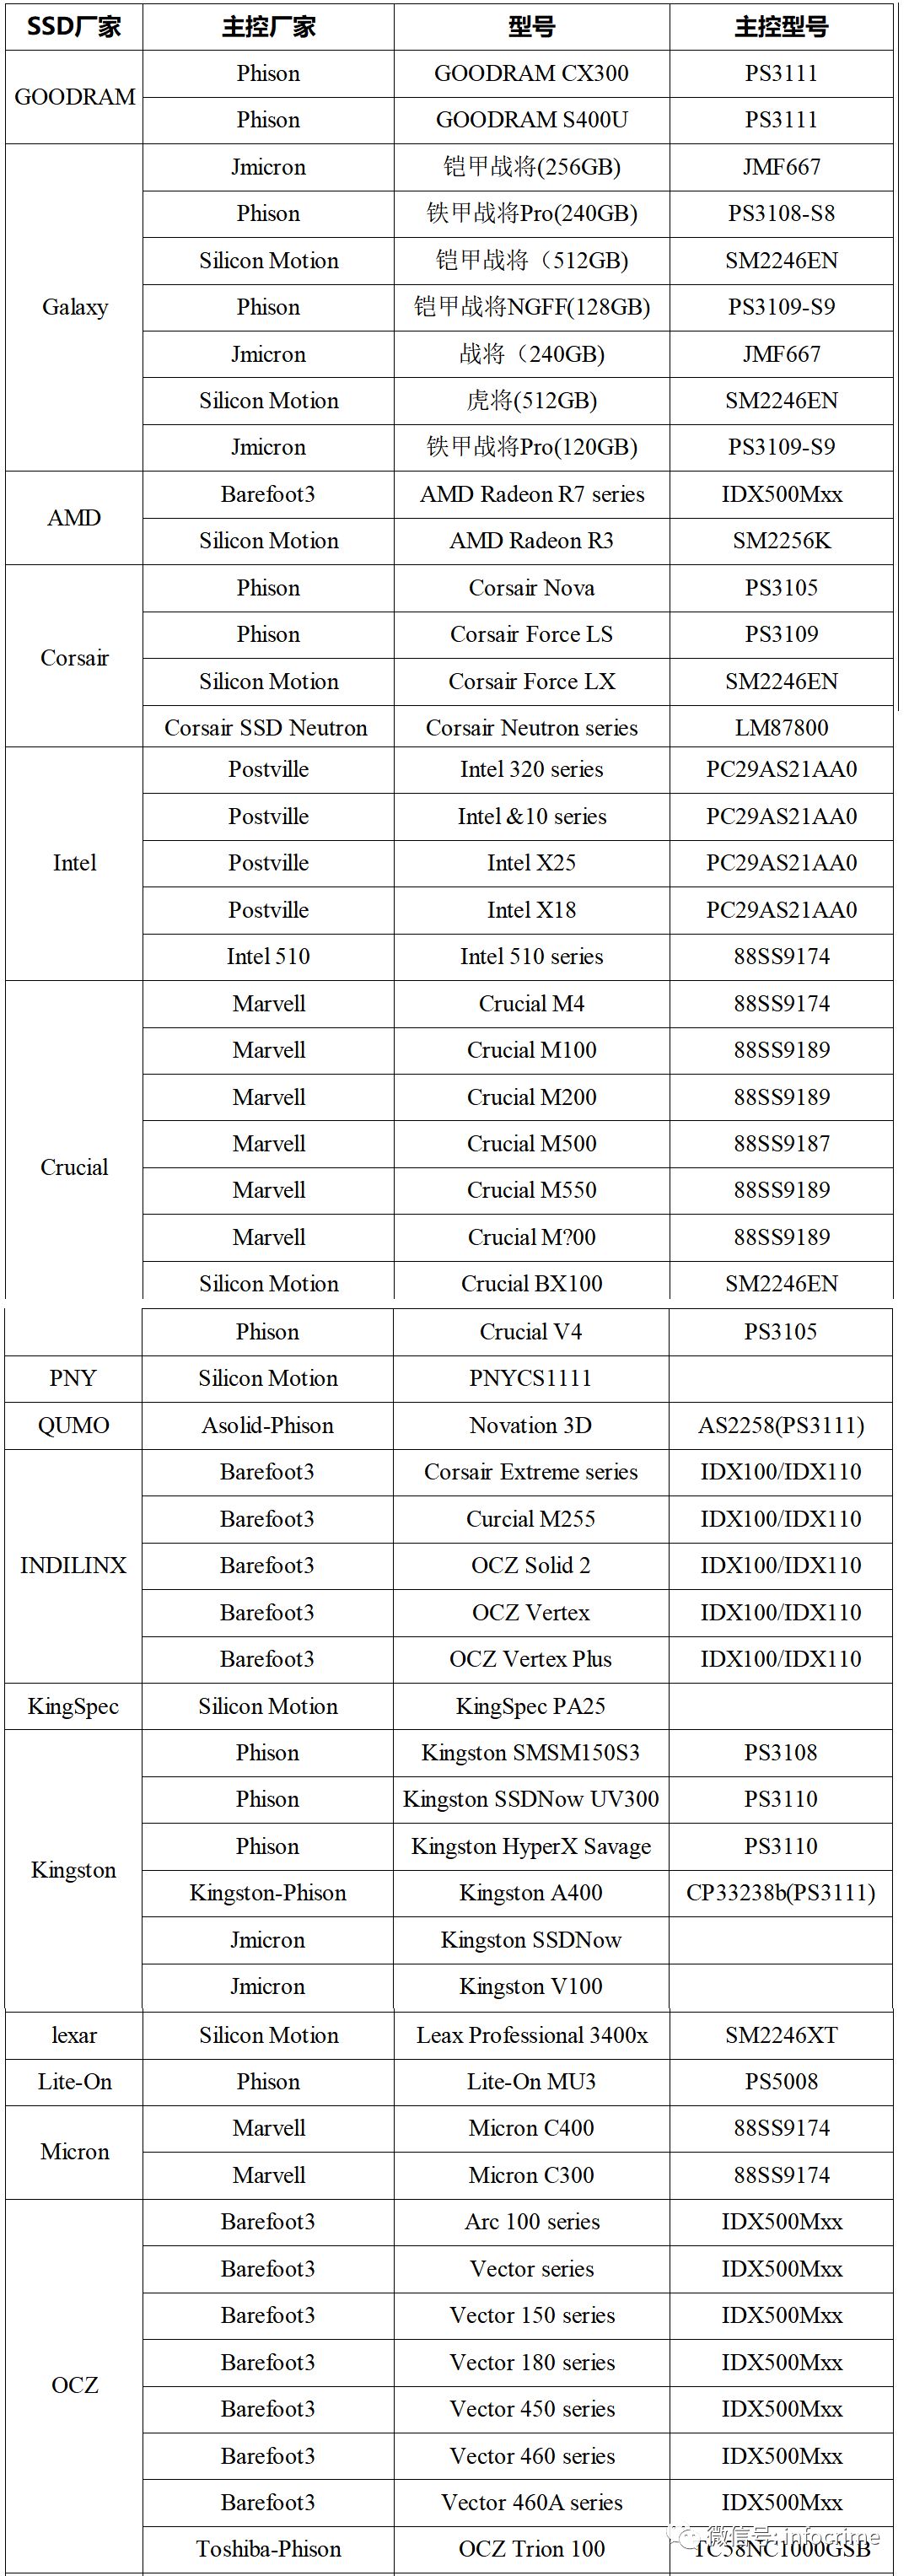 SSD厂家 主控厂家 型号 主控型号
GOODRAM Phison GOODRAM CX300 PS3111
Phison GOODRAM S400U PS3111
Galaxy Jmicron 铠甲战将(256GB) JMF667
Phison 铁甲战将Pro(240GB) PS3108-S8
Silicon Motion 铠甲战将（512GB) SM2246EN
Phison 铠甲战将NGFF(128GB) PS3109-S9
Jmicron 战将（240GB) JMF667
Silicon Motion 虎将(512GB) SM2246EN
Jmicron 铁甲战将Pro(120GB) PS3109-S9
AMD Barefoot3 AMD Radeon R7 series IDX500Mxx
Silicon Motion AMD Radeon R3 SM2256K
Corsair Phison Corsair Nova PS3105
Phison Corsair Force LS PS3109
Silicon Motion Corsair Force LX SM2246EN
Corsair SSD Neutron Corsair Neutron series LM87800
Intel Postville Intel 320 series PC29AS21AA0
Postville Intel &10 series PC29AS21AA0
Postville Intel X25 PC29AS21AA0
Postville Intel X18 PC29AS21AA0
Intel 510 Intel 510 series 88SS9174
Crucial Marvell Crucial M4 88SS9174
Marvell Crucial M100 88SS9189
Marvell Crucial M200 88SS9189
Marvell Crucial M500 88SS9187
Marvell Crucial M550 88SS9189
Marvell Crucial M?00 88SS9189
Silicon Motion Crucial BX100 SM2246EN
Phison Crucial V4 PS3105
PNY Silicon Motion PNYCS1111
QUMO Asolid-Phison Novation 3D AS2258(PS3111)
INDILINX Barefoot3 Corsair Extreme series IDX100/IDX110
Barefoot3 Curcial M255 IDX100/IDX110
Barefoot3 OCZ Solid 2 IDX100/IDX110
Barefoot3 OCZ Vertex IDX100/IDX110
Barefoot3 OCZ Vertex Plus IDX100/IDX110
KingSpec Silicon Motion KingSpec PA25
Kingston Phison Kingston SMSM150S3 PS3108
Phison Kingston SSDNow UV300 PS3110
Phison Kingston HyperX Savage PS3110
Kingston-Phison Kingston A400 CP33238b(PS3111)
Jmicron Kingston SSDNow
Jmicron Kingston V100
lexar Silicon Motion Leax Professional 3400x SM2246XT
Lite-On Phison Lite-On MU3 PS5008
Micron Marvell Micron C400 88SS9174
Marvell Micron C300 88SS9174
OCZ Barefoot3 Arc 100 series IDX500Mxx
Barefoot3 Vector series IDX500Mxx
Barefoot3 Vector 150 series IDX500Mxx
Barefoot3 Vector 180 series IDX500Mxx
Barefoot3 Vector 450 series IDX500Mxx
Barefoot3 Vector 460 series IDX500Mxx
Barefoot3 Vector 460A series IDX500Mxx
Toshiba-Phison OCZ Trion 100 TC58NC1000GSB
微信号: infocrime